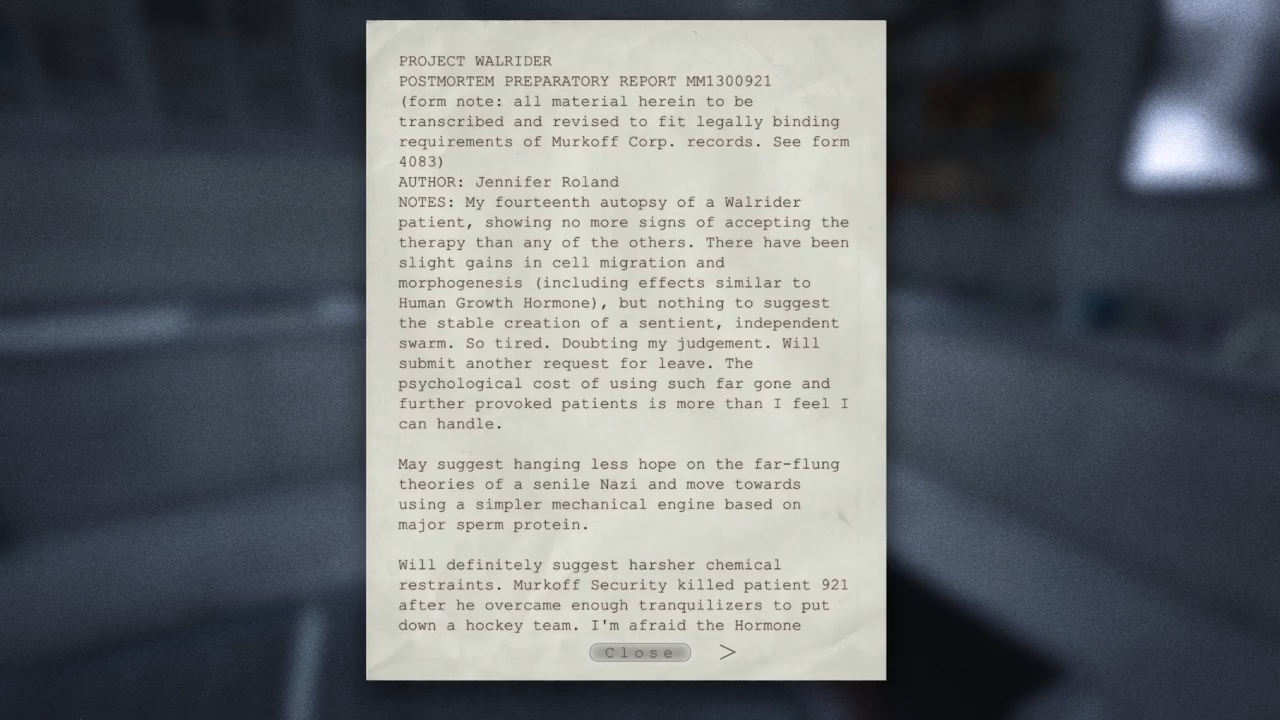 PROJECT WALRIDER
POSTMORTEM PREPARATORY REPORT MM1300921
(form note: all material herein to be
transcribed and revised to fit legally binding
requirements of Murkoff Corp. records. See form
4083)
AUTHOR: Jennifer Roland
NOTES: My fourteenth autopsy of a Walrider
patient, showing no more signs of accepting the
therapy than any of the others. There have been
slight gains in cell migration and
morphogenesis (including effects similar to
Human Growth Hormone), but nothing to suggest
the stable creation of a sentient, independent
swarm. So tired. Doubting my judgement. Will
submit another request for leave. The
psychological cost of using such far gone and
further provoked patients is more than I feel I
can handle.
May suggest hanging less hope on the far-flung
theories of a senile Nazi and move towards
using a simpler mechanical engine based on
major sperm protein.
Will definitely suggest harsher chemical
restraints. Murkoff Security killed patient 921
after he overcame enough tranquilizers to put
down a hockey team. I'm afraid the Hormone
Close >